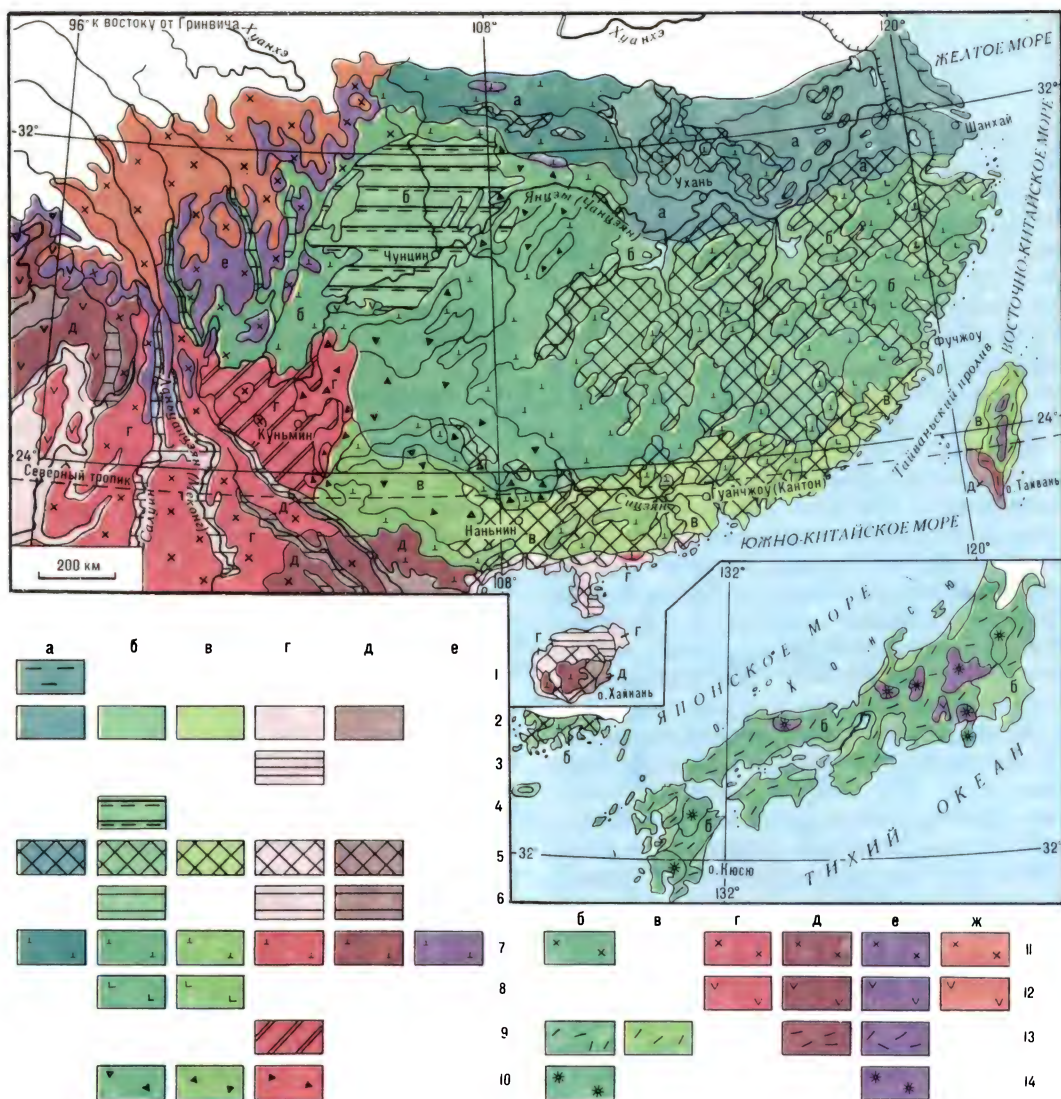 96° к востоку от Гринвича
Хуанхэ
108°
Хуанхэ
120°
ЖЕЛТОЕ МОРЕ
32°
32°
Шанхай
а
а
а
а
Ухань
а
б
Янцзы (Чанцзян)
б
Чунцин
е
б
б
б
ВОСТОЧНО-КИТАЙСКОЕ МОРЕ
д
Фучжоу
г
г
Куньмин
24°
Северный тропик
Салуин
г
д
д
в
Наньнин
в
Сицзян
в
Гуанчжоу (Кантон)
в
24°
Тайваньский пролив
в
д
о. Тайвань
ЮЖНО-КИТАЙСКОЕ МОРЕ
120°
200 км
108°
г
г
г
д
о. Хайнань
132°
ЯПОНСКОЕ МОРЕ
о. ХОНСЮ
б
б
б
б
ТИХИЙ ОКЕАН
32°
32°
о. Кюсю
132°
а б в г д е
1
2
3
4
5
6
7
8
9
10
б в г д е ж
11
12
13
14